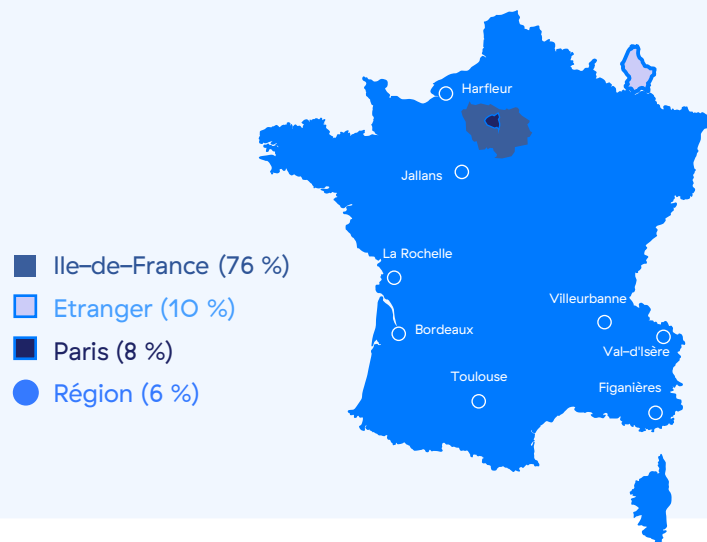 Harfleur
Jallans
La Rochelle
Ile-de-France (76 %)
Villeurbanne
Etranger (10 %)
Bordeaux
Paris (8 %)
Val-d'Isère
Toulouse
Figanières
Région (6 %)